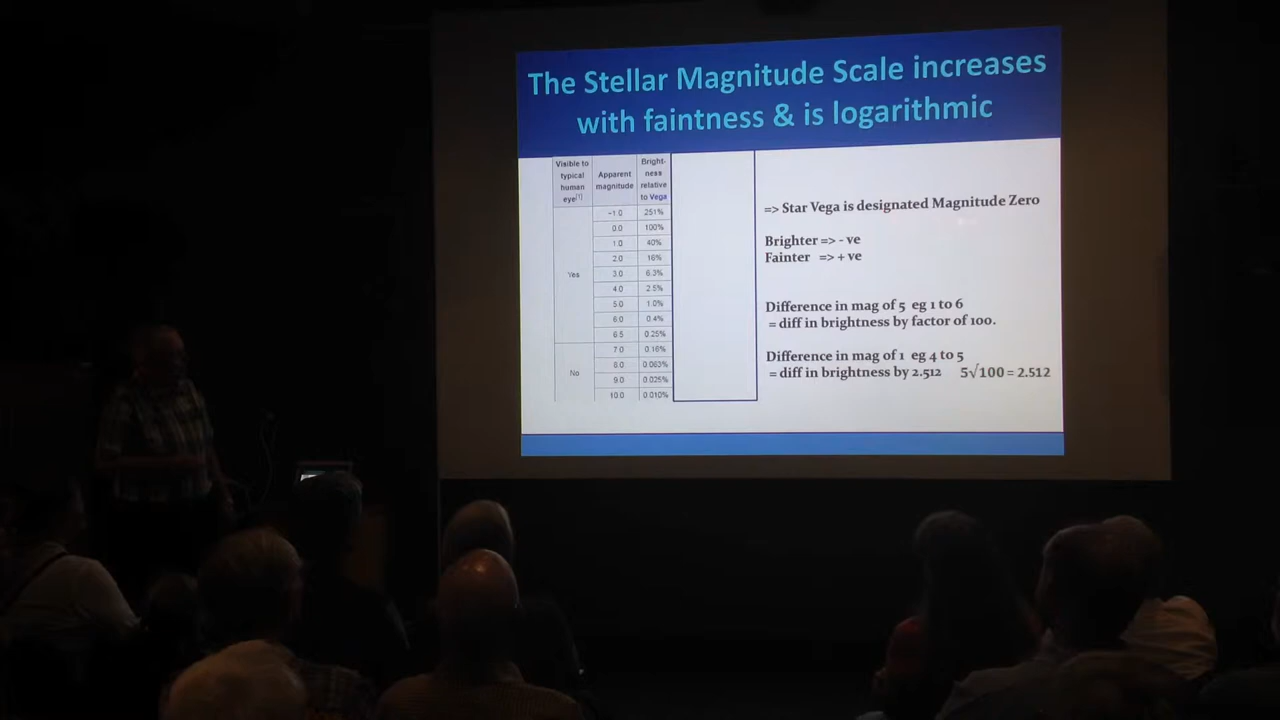 The Stellar Magnitude Scale increases
with faintness & is logarithmic
Visible to typical human eye[1] Apparent magnitude Bright-ness relative to Vega
Yes
−1.0 251%
0.0 100%
1.0 40%
2.0 16%
3.0 6.3%
4.0 2.5%
5.0 1.0%
6.0 0.4%
6.5 0.25%
No
7.0 0.16%
8.0 0.063%
9.0 0.025%
10.0 0.010%
=> Star Vega is designated Magnitude Zero
Brighter => - ve
Fainter => + ve
Difference in mag of 5 eg 1 to 6
= diff in brightness by factor of 100.
Difference in mag of 1 eg 4 to 5
= diff in brightness by 2.512 5√100 = 2.512